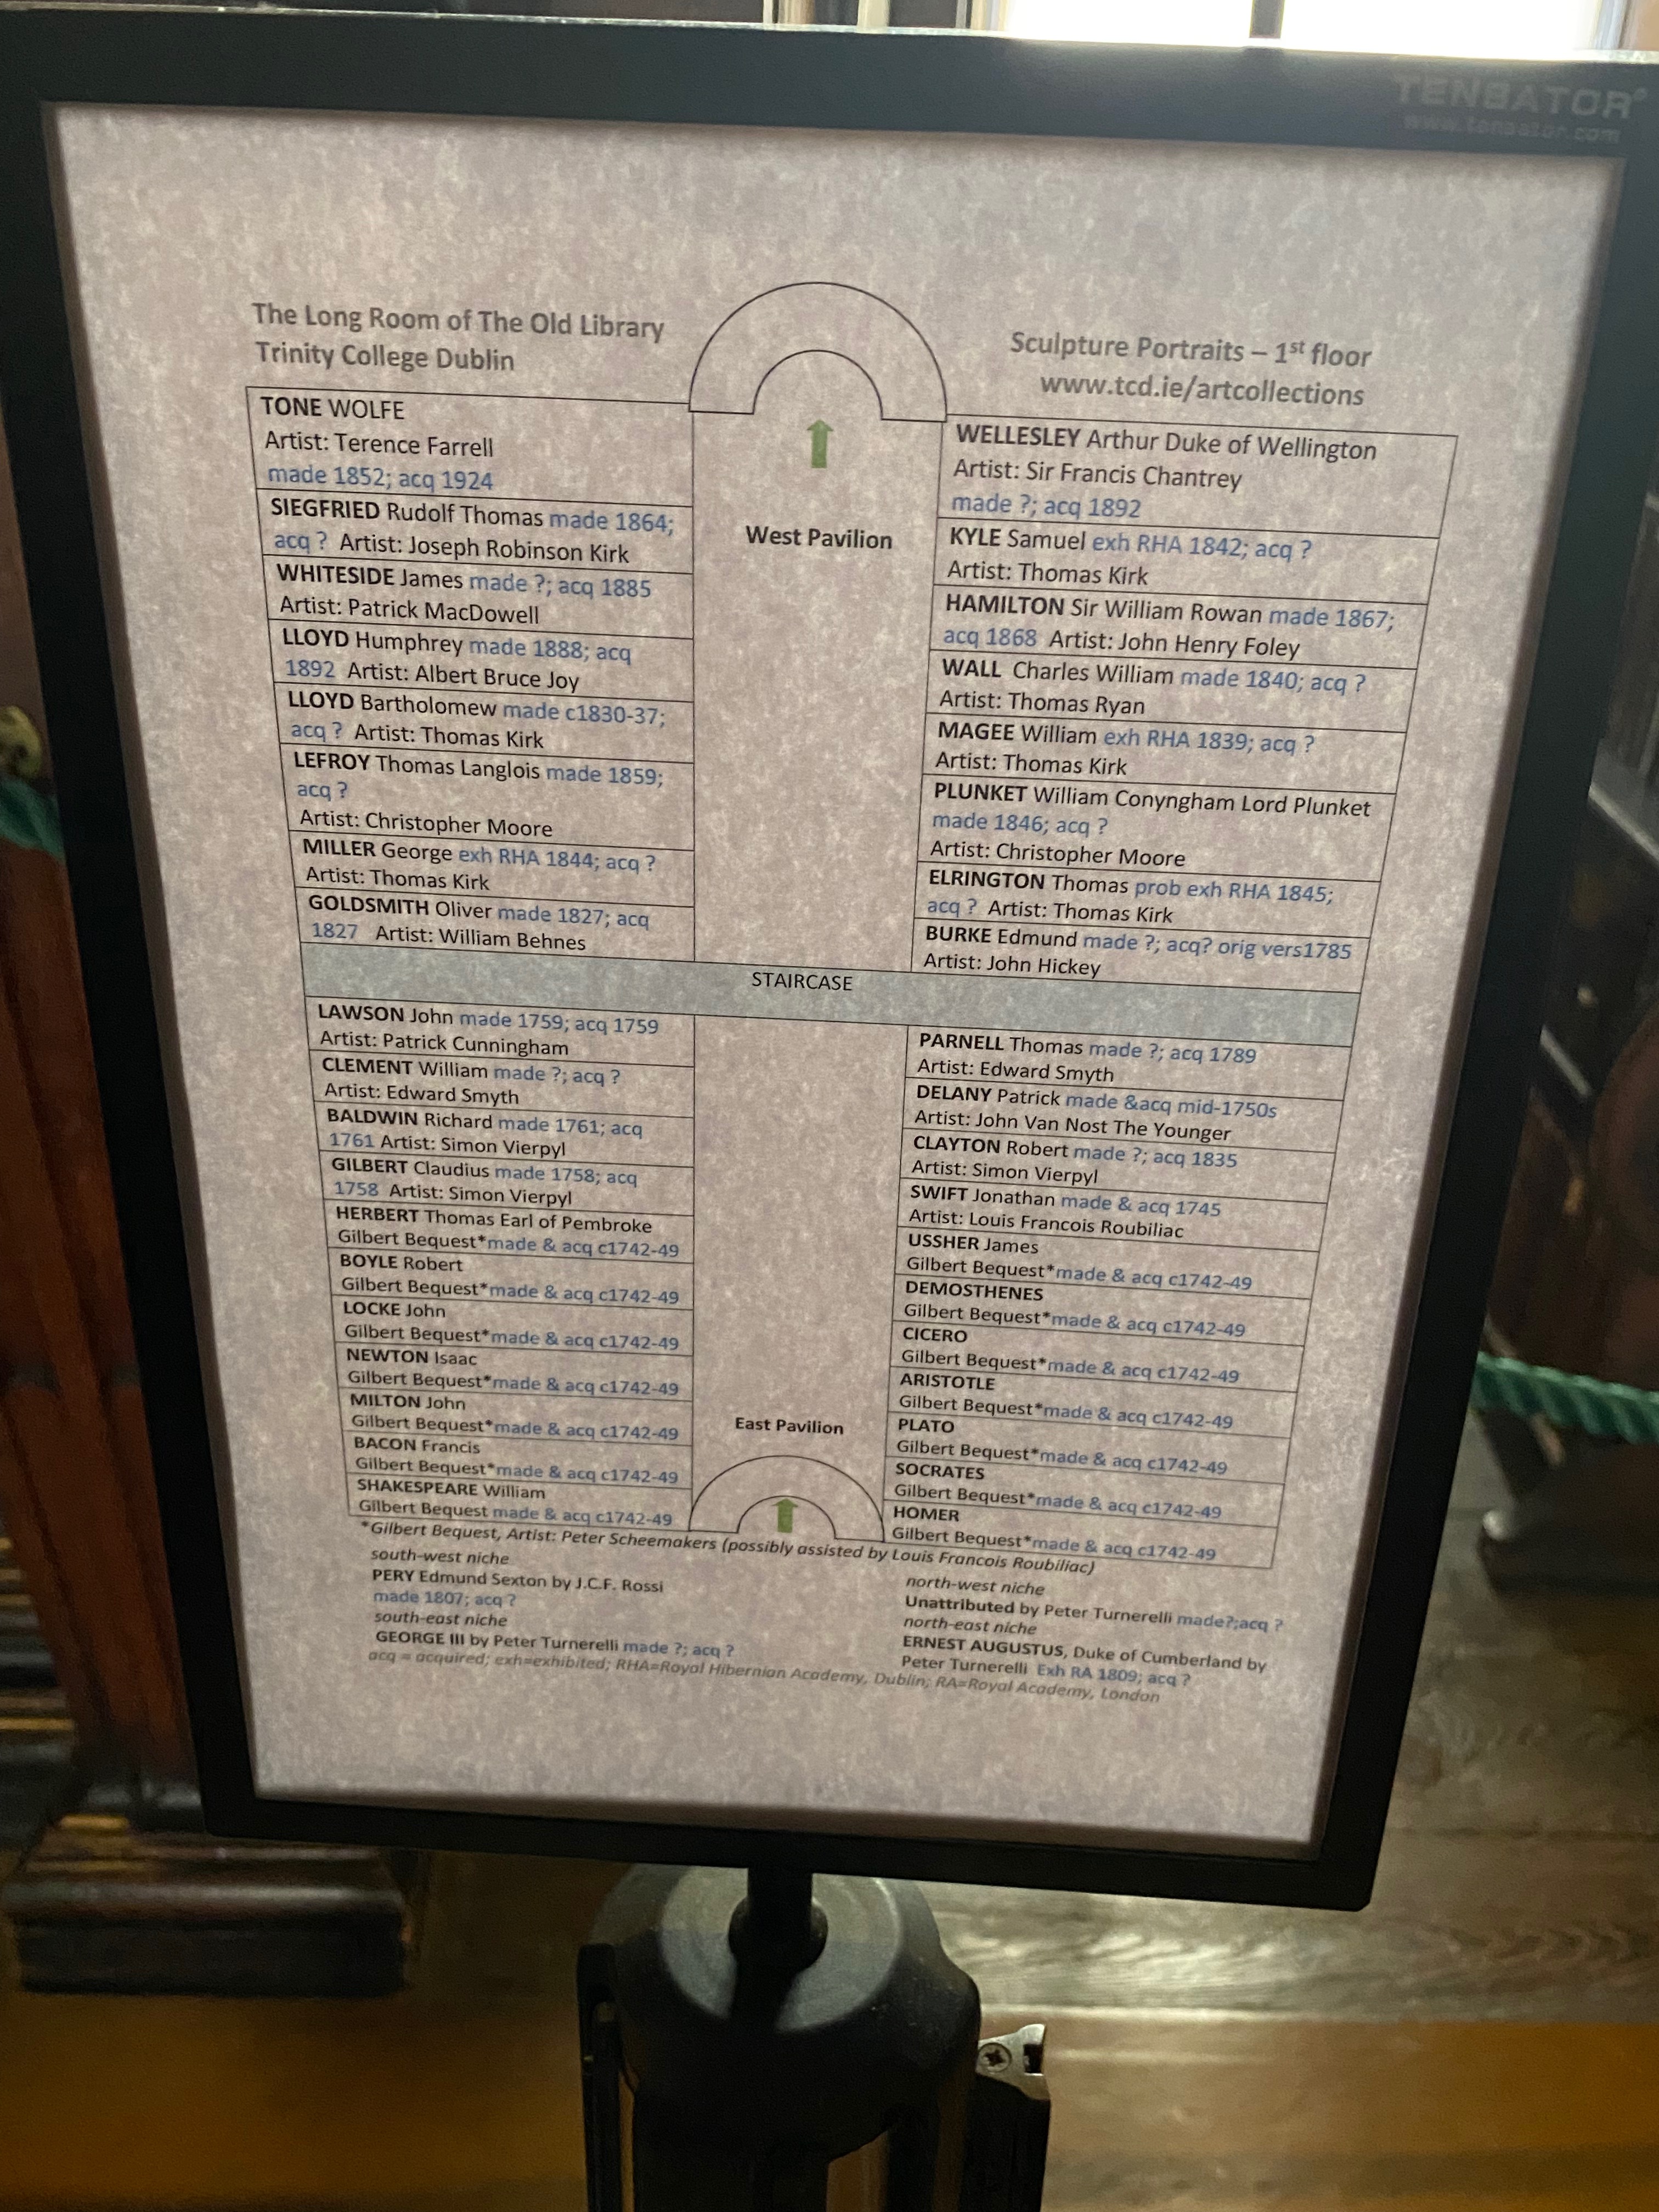 TENSATOR®
www.tensator.com
The Long Room of The Old Library
Trinity College Dublin
Sculpture Portraits – 1st floor
www.tcd.ie/artcollections
TONE WOLFE
Artist: Terence Farrell
made 1852; acq 1924
SIEGFRIED Rudolf Thomas made 1864;
acq ? Artist: Joseph Robinson Kirk
WHITESIDE James made ?; acq 1885
Artist: Patrick MacDowell
LLOYD Humphrey made 1888; acq
1892 Artist: Albert Bruce Joy
LLOYD Bartholomew made c1830-37;
acq ? Artist: Thomas Kirk
LEFROY Thomas Langlois made 1859;
acq ?
Artist: Christopher Moore
MILLER George exh RHA 1844; acq ?
Artist: Thomas Kirk
GOLDSMITH Oliver made 1827; acq
1827 Artist: William Behnes
West Pavilion
WELLESLEY Arthur Duke of Wellington
Artist: Sir Francis Chantrey
made ?; acq 1892
KYLE Samuel exh RHA 1842; acq ?
Artist: Thomas Kirk
HAMILTON Sir William Rowan made 1867;
acq 1868 Artist: John Henry Foley
WALL Charles William made 1840; acq ?
Artist: Thomas Ryan
MAGEE William exh RHA 1839; acq ?
Artist: Thomas Kirk
PLUNKET William Conyngham Lord Plunket
made 1846; acq ?
Artist: Christopher Moore
ELRINGTON Thomas prob exh RHA 1845;
acq ? Artist: Thomas Kirk
BURKE Edmund made ?; acq? orig vers1785
Artist: John Hickey
STAIRCASE
LAWSON John made 1759; acq 1759
Artist: Patrick Cunningham
CLEMENT William made ?; acq ?
Artist: Edward Smyth
BALDWIN Richard made 1761; acq
1761 Artist: Simon Vierpyl
GILBERT Claudius made 1758; acq
1758 Artist: Simon Vierpyl
HERBERT Thomas Earl of Pembroke
Gilbert Bequest*made & acq c1742-49
BOYLE Robert
Gilbert Bequest*made & acq c1742-49
LOCKE John
Gilbert Bequest*made & acq c1742-49
NEWTON Isaac
Gilbert Bequest*made & acq c1742-49
MILTON John
Gilbert Bequest*made & acq c1742-49
BACON Francis
Gilbert Bequest*made & acq c1742-49
SHAKESPEARE William
Gilbert Bequest made & acq c1742-49
East Pavilion
PARNELL Thomas made ?; acq 1789
Artist: Edward Smyth
DELANY Patrick made &acq mid-1750s
Artist: John Van Nost The Younger
CLAYTON Robert made ?; acq 1835
Artist: Simon Vierpyl
SWIFT Jonathan made & acq 1745
Artist: Louis Francois Roubiliac
USSHER James
Gilbert Bequest*made & acq c1742-49
DEMOSTHENES
Gilbert Bequest*made & acq c1742-49
CICERO
Gilbert Bequest*made & acq c1742-49
ARISTOTLE
Gilbert Bequest*made & acq c1742-49
PLATO
Gilbert Bequest*made & acq c1742-49
SOCRATES
Gilbert Bequest*made & acq c1742-49
HOMER
Gilbert Bequest*made & acq c1742-49
*Gilbert Bequest, Artist: Peter Scheemakers (possibly assisted by Louis Francois Roubiliac)
south-west niche
PERY Edmund Sexton by J.C.F. Rossi
made 1807; acq ?
south-east niche
GEORGE III by Peter Turnerelli made ?; acq ?
north-west niche
Unattributed by Peter Turnerelli made?;acq ?
north-east niche
ERNEST AUGUSTUS, Duke of Cumberland by
Peter Turnerelli Exh RA 1809; acq ?
acq = acquired; exh=exhibited; RHA=Royal Hibernian Academy, Dublin; RA=Royal Academy, London